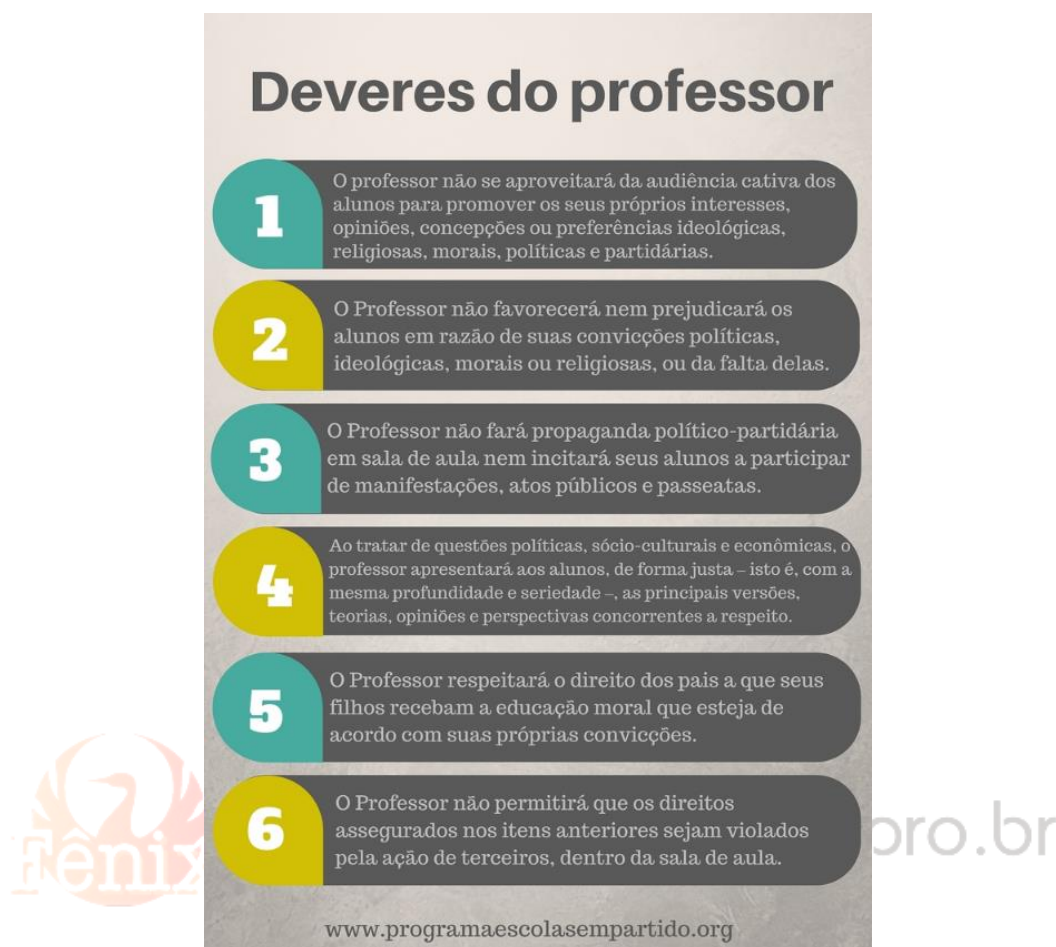 Deveres do professor
1
O professor não se aproveitará da audiência cativa dos
alunos para promover os seus próprios interesses,
opiniões, concepções ou preferências ideológicas,
religiosas, morais, políticas e partidárias.
2
O Professor não favorecerá nem prejudicará os
alunos em razão de suas convicções políticas,
ideológicas, morais ou religiosas, ou da falta delas.
3
O Professor não fará propaganda político-partidária
em sala de aula nem incitará seus alunos a participar
de manifestações, atos públicos e passeatas.
4
Ao tratar de questões políticas, sócio-culturais e econômicas, o
professor apresentará aos alunos, de forma justa – isto é, com a
mesma profundidade e seriedade –, as principais versões,
teorias, opiniões e perspectivas concorrentes a respeito.
5
O Professor respeitará o direito dos pais a que seus
filhos recebam a educação moral que esteja de
acordo com suas próprias convicções.
6
O Professor não permitirá que os direitos
assegurados nos itens anteriores sejam violados
pela ação de terceiros, dentro da sala de aula.
Fênix
pro.br
www.programaescolasempartido.org